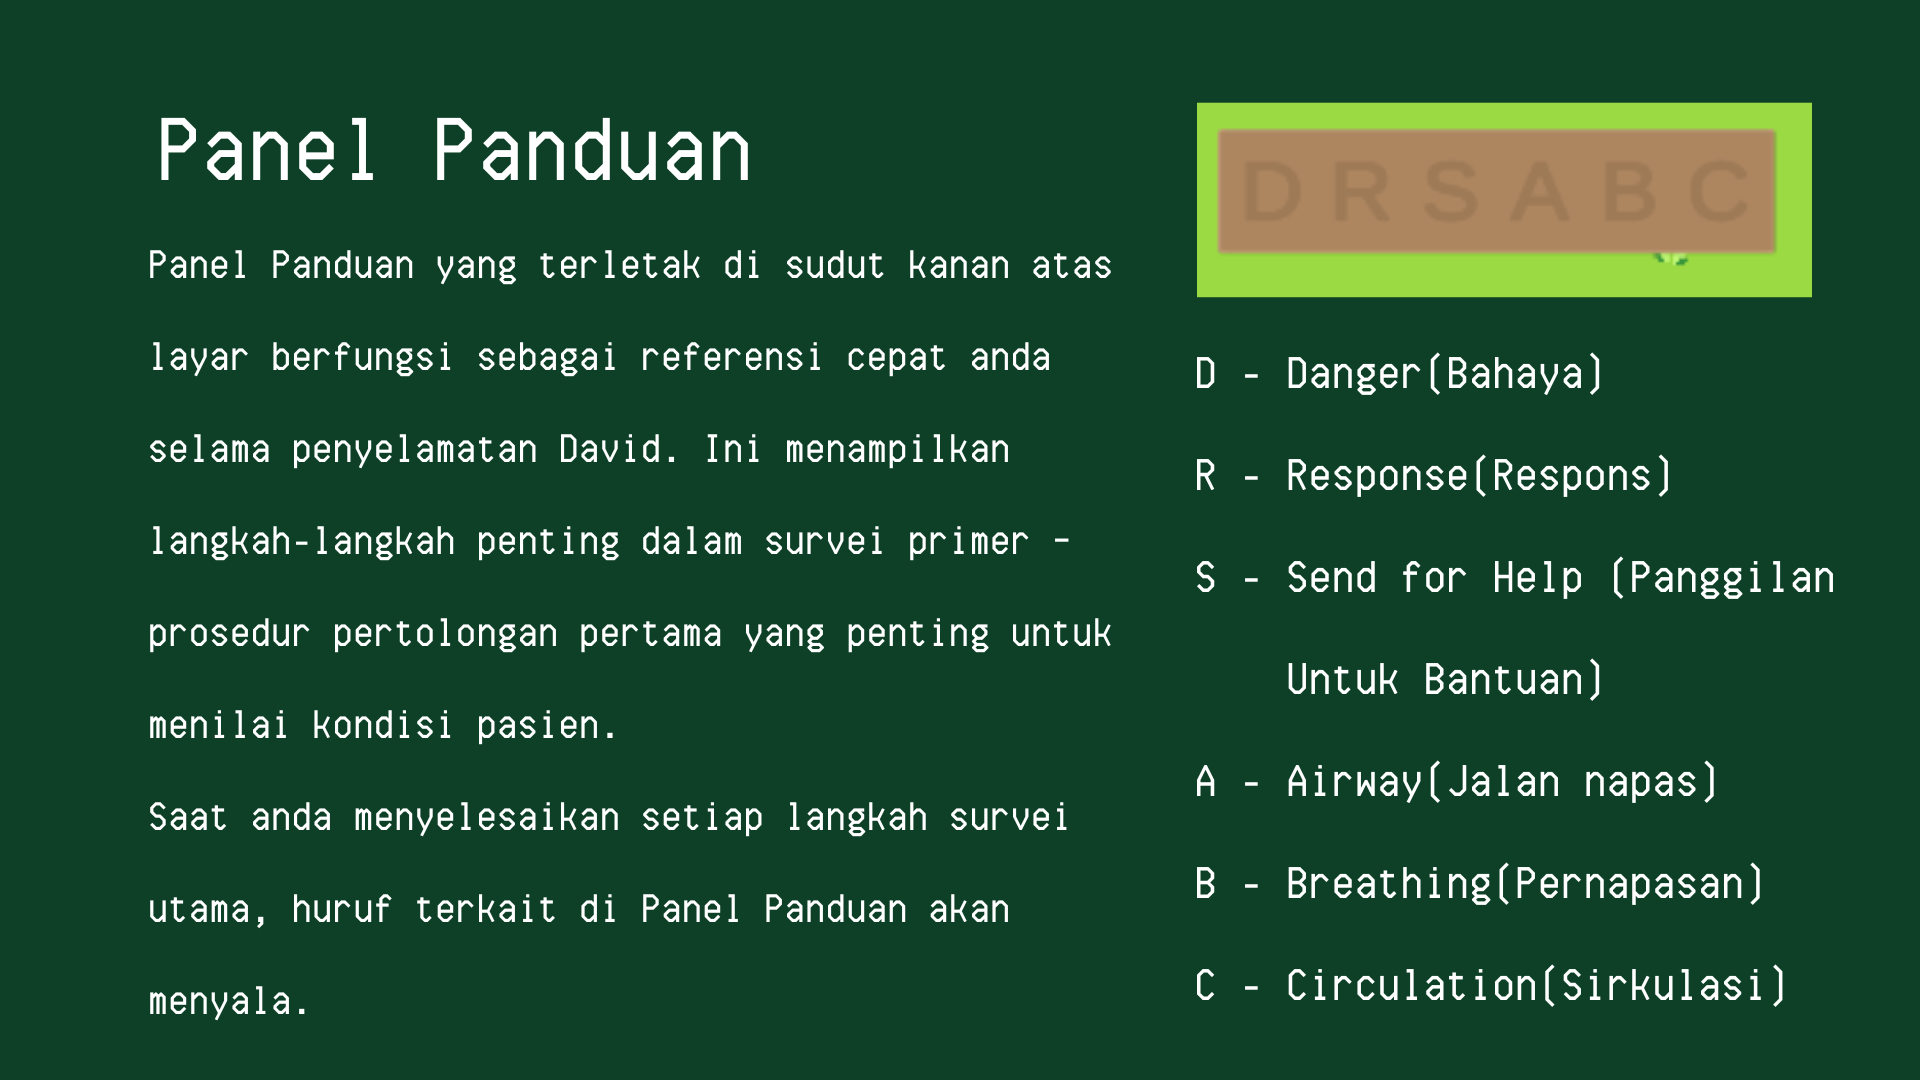 Panel Panduan
Panel Panduan yang terletak di sudut kanan atas
layar berfungsi sebagai referensi cepat anda
selama penyelamatan David. Ini menampilkan
langkah-langkah penting dalam survei primer –
prosedur pertolongan pertama yang penting untuk
menilai kondisi pasien.
Saat anda menyelesaikan setiap langkah survei
utama, huruf terkait di Panel Panduan akan
menyala.
D R S A B C
D - Danger(Bahaya)
R - Response(Respons)
S - Send for Help (Panggilan
Untuk Bantuan)
A - Airway(Jalan napas)
B - Breathing(Pernapasan)
C - Circulation(Sirkulasi)